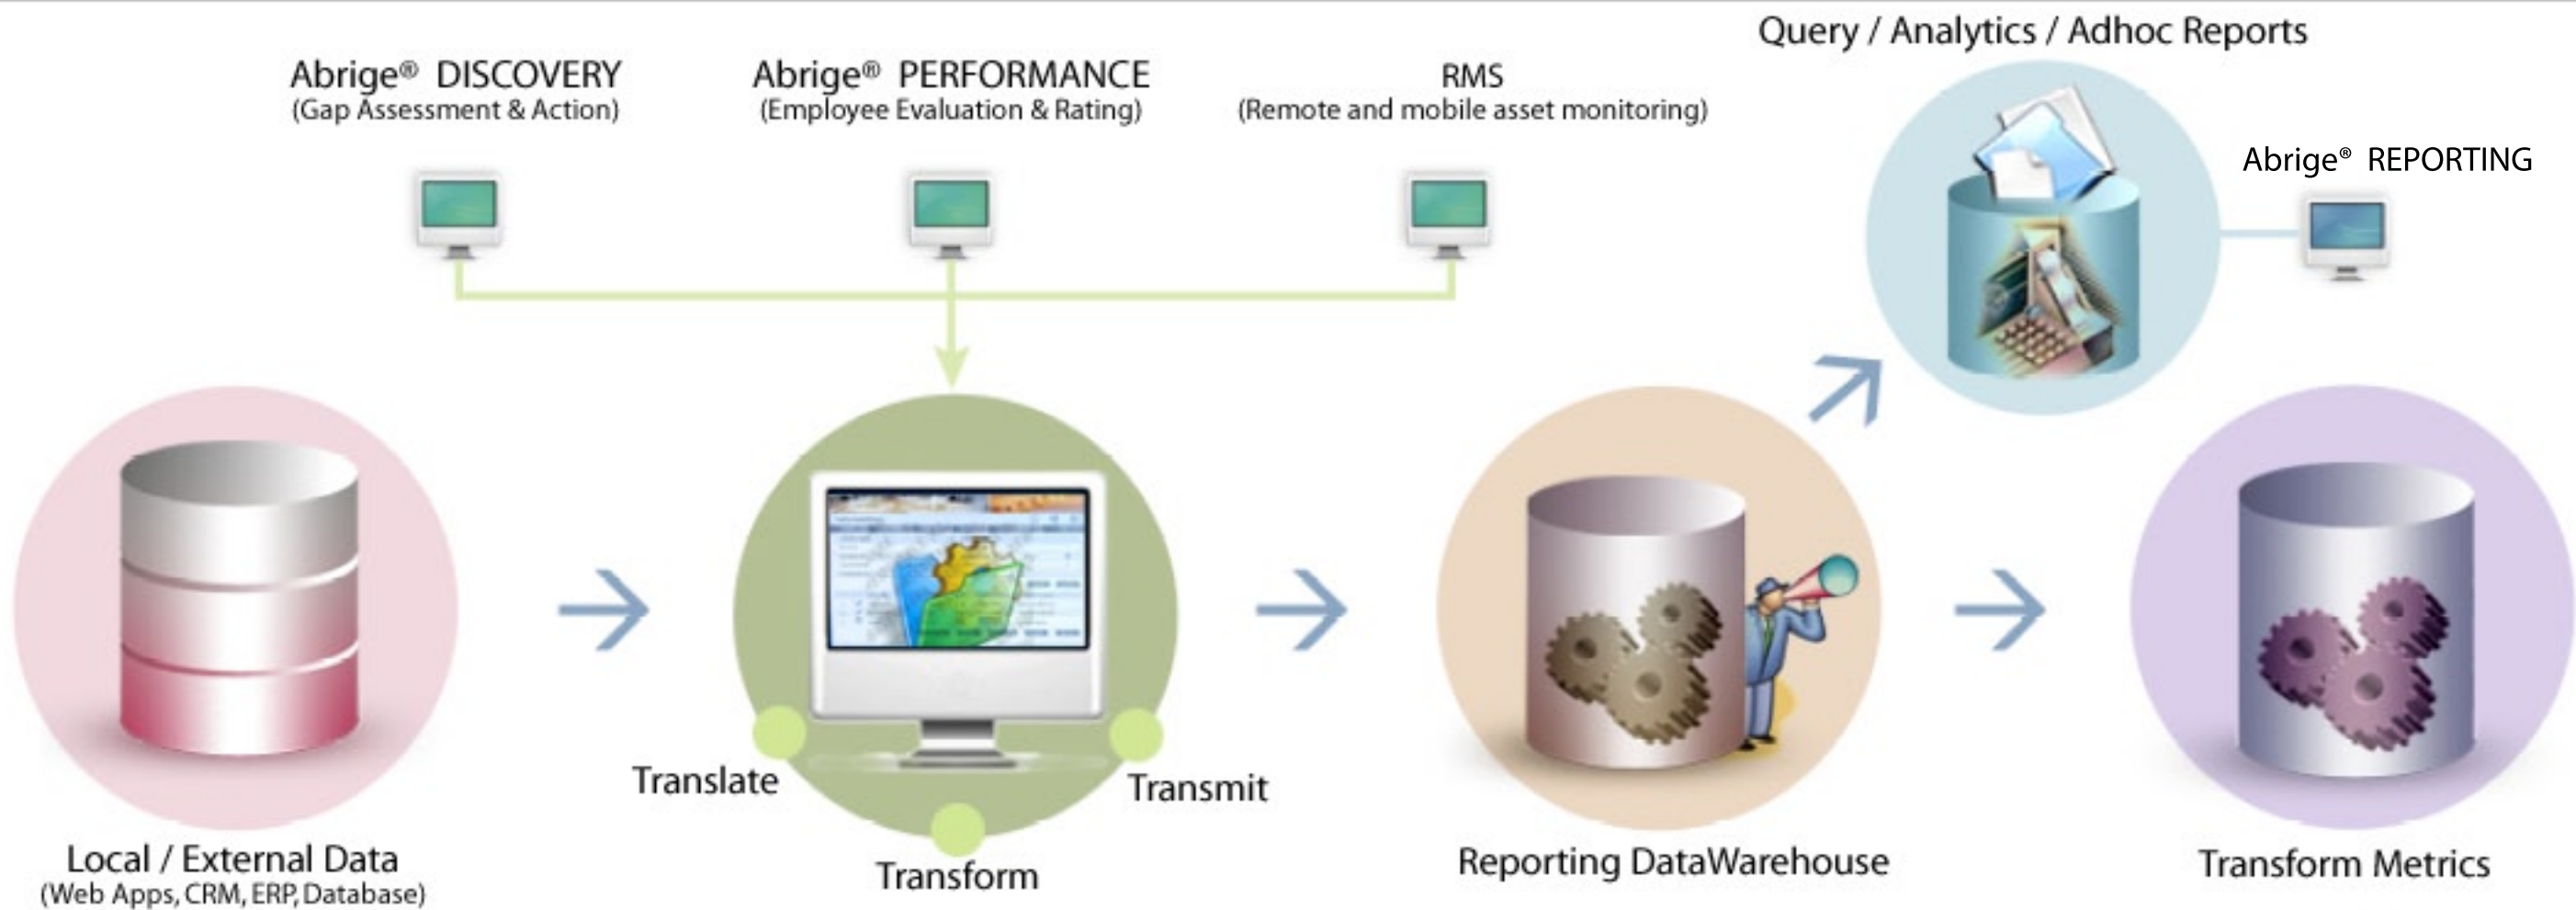 Query / Analytics / Adhoc Reports
Abrige® DISCOVERY
(Gap Assessment & Action)
Abrige® PERFORMANCE
(Employee Evaluation & Rating)
RMS
(Remote and mobile asset monitoring)
Abrige® REPORTING
Translate
Transmit
Transform
Local / External Data
(Web Apps, CRM, ERP, Database)
Reporting DataWarehouse
Transform Metrics